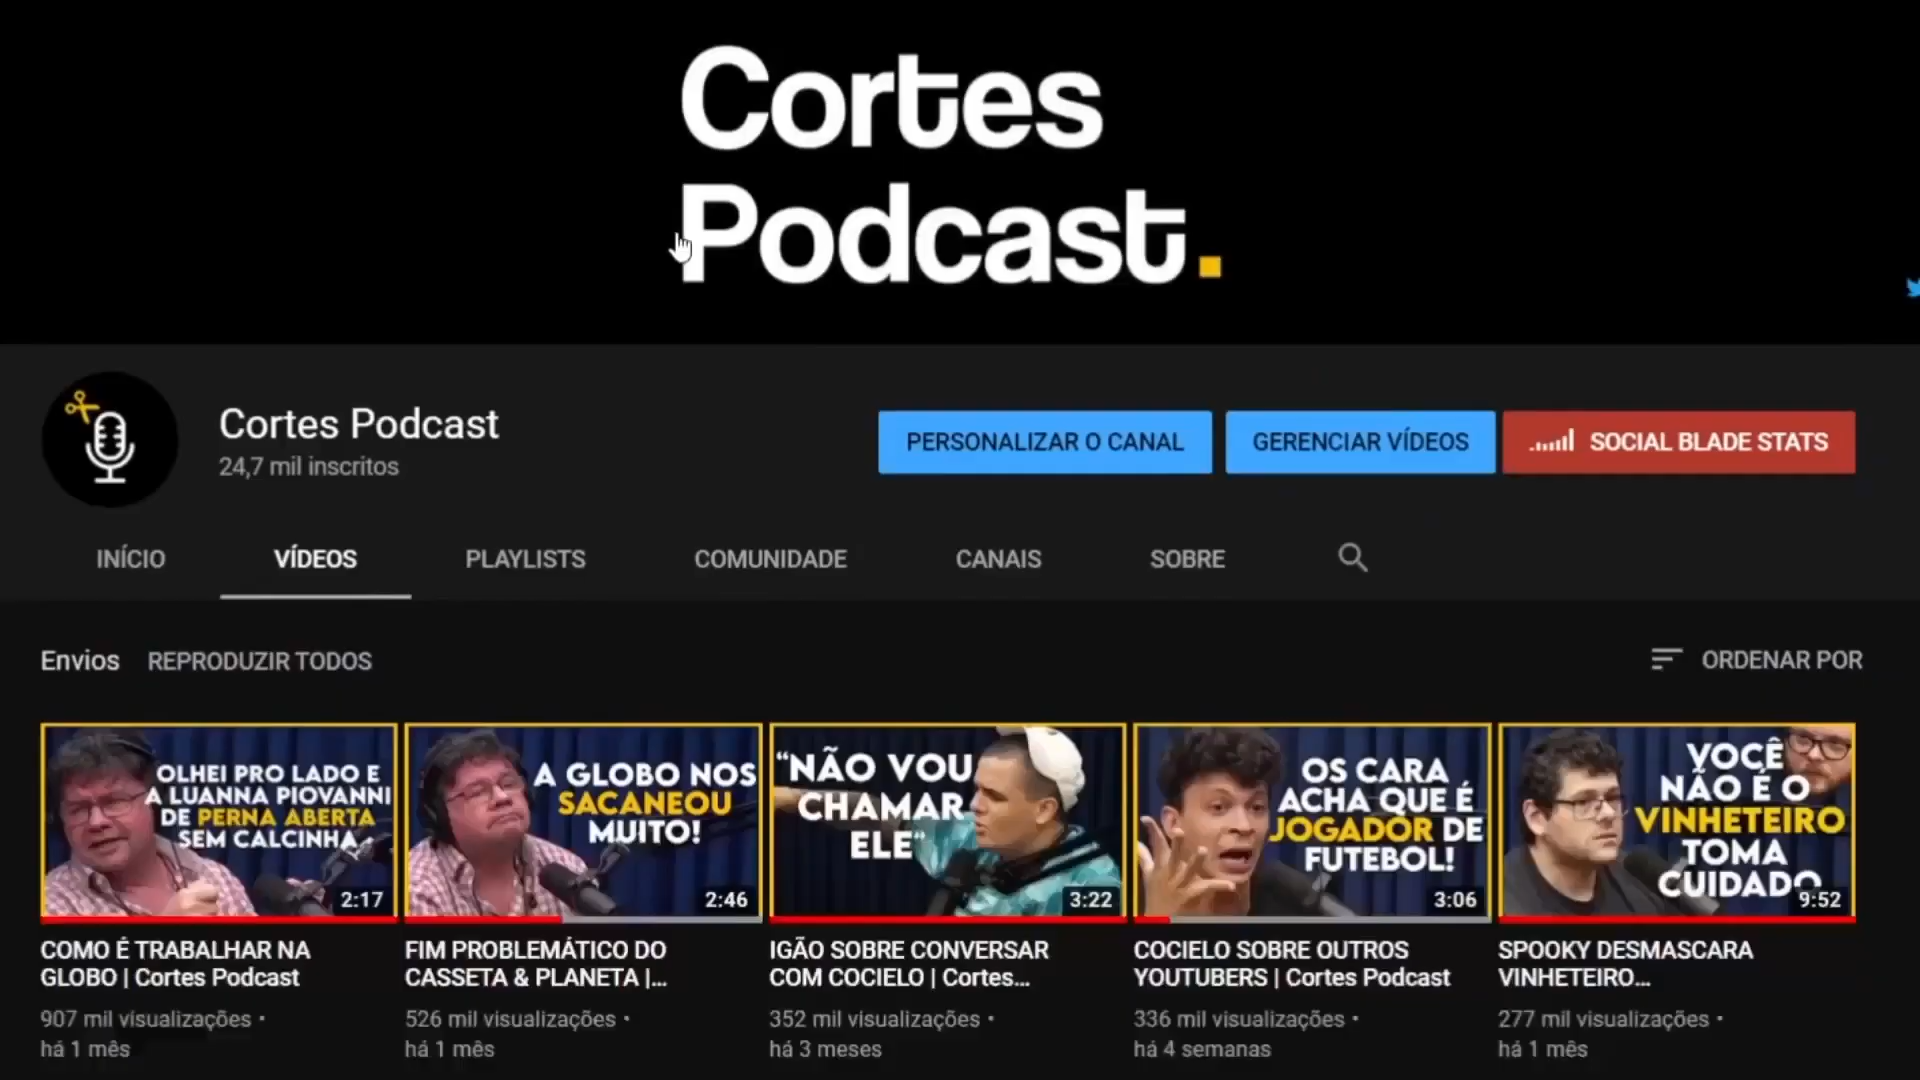 Cortes
Podcast.
Cortes Podcast
24,7 mil inscritos
PERSONALIZAR O CANAL
GERENCIAR VÍDEOS
SOCIAL BLADE STATS
INÍCIO
VÍDEOS
PLAYLISTS
COMUNIDADE
CANAIS
SOBRE
Envios
REPRODUZIR TODOS
ORDENAR POR
OLHEI PRO LADO E
A LUANNA PIOVANNI
DE PERNA ABERTA
SEM CALCINHA
2:17
COMO É TRABALHAR NA
GLOBO | Cortes Podcast
907 mil visualizações •
há 1 mês
A GLOBO NOS
SACANEOU
MUITO!
2:46
FIM PROBLEMÁTICO DO
CASSETA & PLANETA |...
526 mil visualizações •
há 1 mês
“NÃO VOU
CHAMAR
ELE“
3:22
IGÃO SOBRE CONVERSAR
COM COCIELO | Cortes...
352 mil visualizações •
há 3 meses
OS CARA
ACHA QUE É
JOGADOR DE
FUTEBOL!
3:06
COCIELO SOBRE OUTROS
YOUTUBERS | Cortes Podcast
336 mil visualizações •
há 4 semanas
VOCÊ
NÃO É O
VINHETEIRO
TOMA
CUIDADO
9:52
SPOOKY DESMASCARA
VINHETEIRO...
277 mil visualizações •
há 1 mês